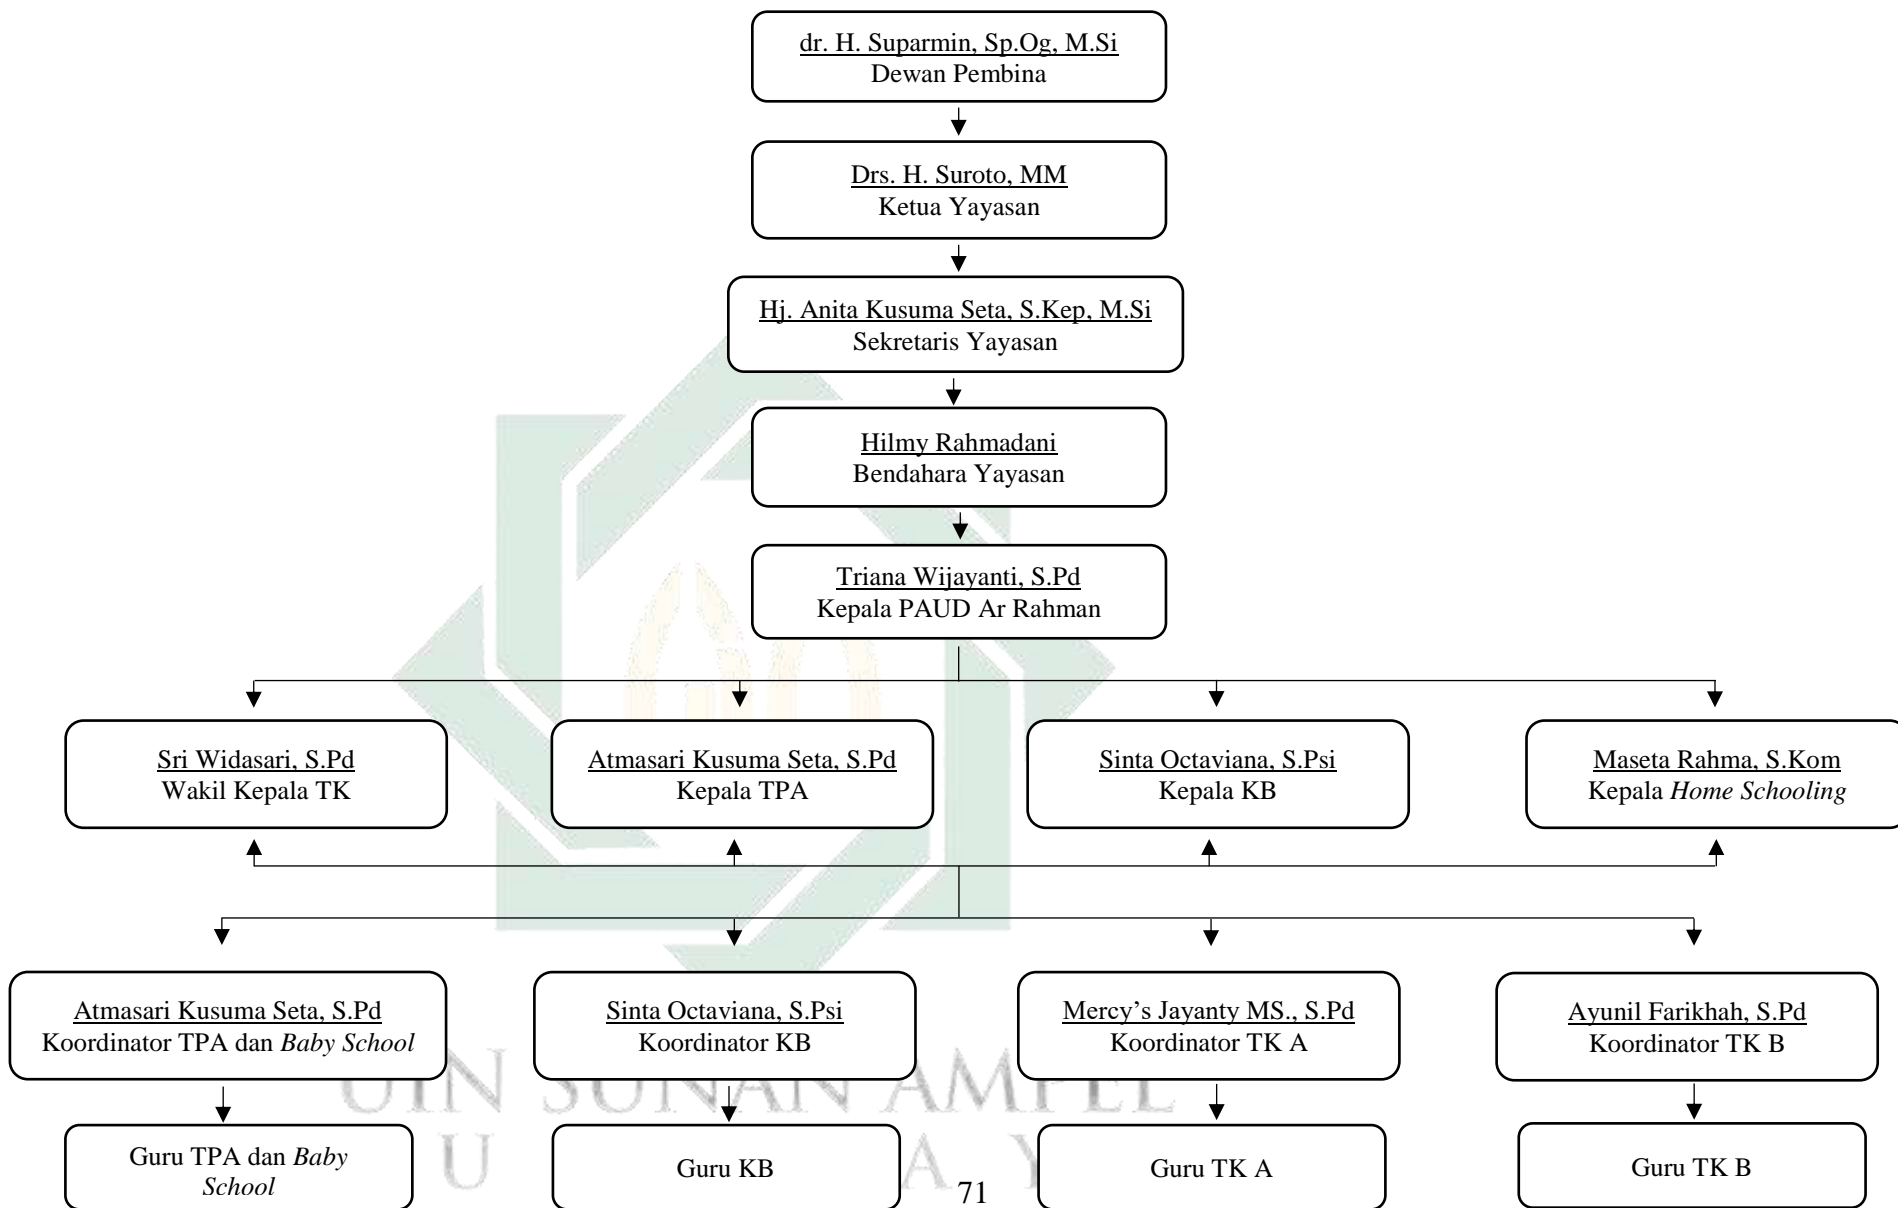 dr. H. Suparmin, Sp.Og, M.Si
Dewan Pembina
Drs. H. Suroto, MM
Ketua Yayasan
Hj. Anita Kusuma Seta, S.Kep, M.Si
Sekretaris Yayasan
Hilmy Rahmadani
Bendahara Yayasan
Triana Wijayanti, S.Pd
Kepala PAUD Ar Rahman
Sri Widasari, S.Pd
Wakil Kepala TK
Atmasari Kusuma Seta, S.Pd
Kepala TPA
Sinta Octaviana, S.Psi
Kepala KB
Maseta Rahma, S.Kom
Kepala Home Schooling
Atmasari Kusuma Seta, S.Pd
Koordinator TPA dan Baby School
Sinta Octaviana, S.Psi
Koordinator KB
Mercy’s Jayanty MS., S.Pd
Koordinator TK A
Ayunil Farikhah, S.Pd
Koordinator TK B
UIN SUNAN AMPEL
Guru TPA dan Baby
School
Guru KB
Guru TK A
Guru TK B
71